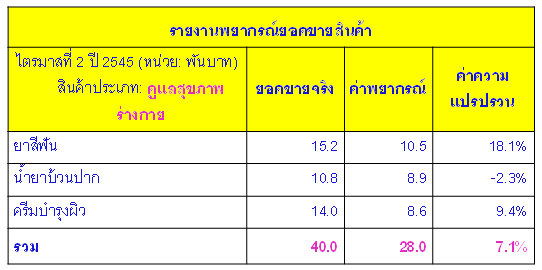 รายงานพยากรณ์ยอดขายสินค้า
ไตรมาสที่ 2 ปี 2545 (หน่วย: พันบาท)
สินค้าประเภท: ดูแลสุขภาพ
ร่างกาย
ยอดขายจริง ค่าพยากรณ์ ค่าความ
แปรปรวน
ยาสีฟัน 15.2 10.5 18.1%
น้ำยาบ้วนปาก 10.8 8.9 -2.3%
ครีมบำรุงผิว 14.0 8.6 9.4%
รวม 40.0 28.0 7.1%